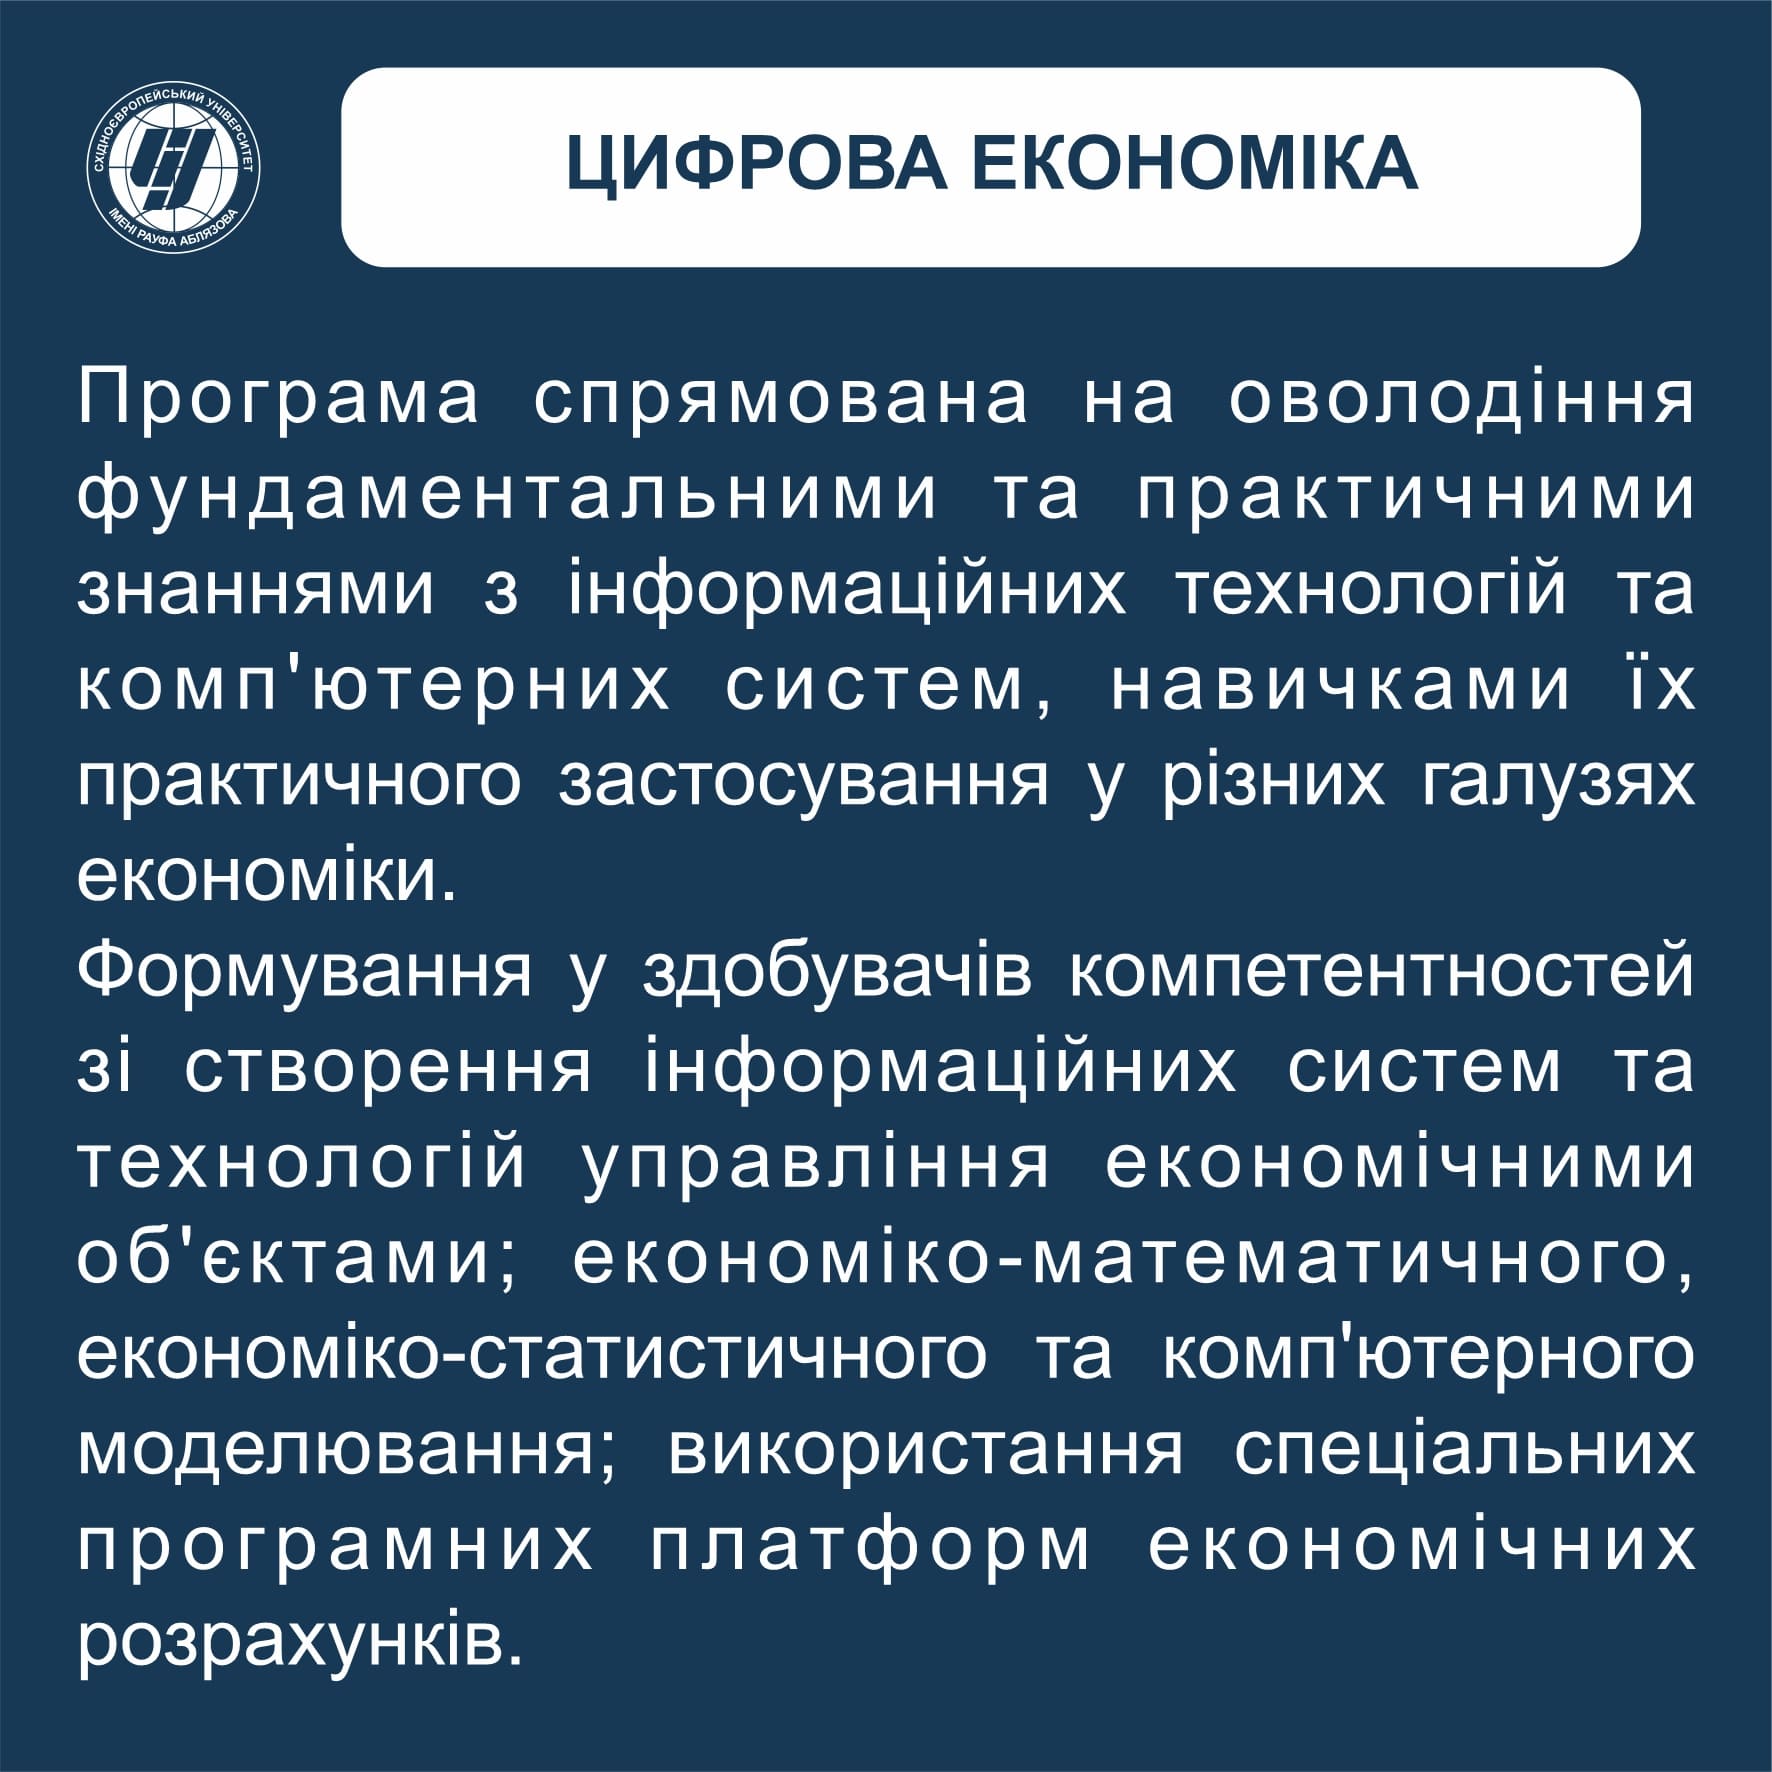 СХІДНОЄВРОПЕЙСЬКИЙ УНІВЕРСИТЕТ
ІМЕНІ РАУФА АБЛЯЗОВА
ЦИФРОВА ЕКОНОМІКА
Програма спрямована на оволодіння
фундаментальними та практичними
знаннями з інформаційних технологій та
комп'ютерних систем, навичками їх
практичного застосування у різних галузях
економіки.
Формування у здобувачів компетентностей
зі створення інформаційних систем та
технологій управління економічними
об'єктами; економіко-математичного,
економіко-статистичного та комп'ютерного
моделювання; використання спеціальних
програмних платформ економічних
розрахунків.